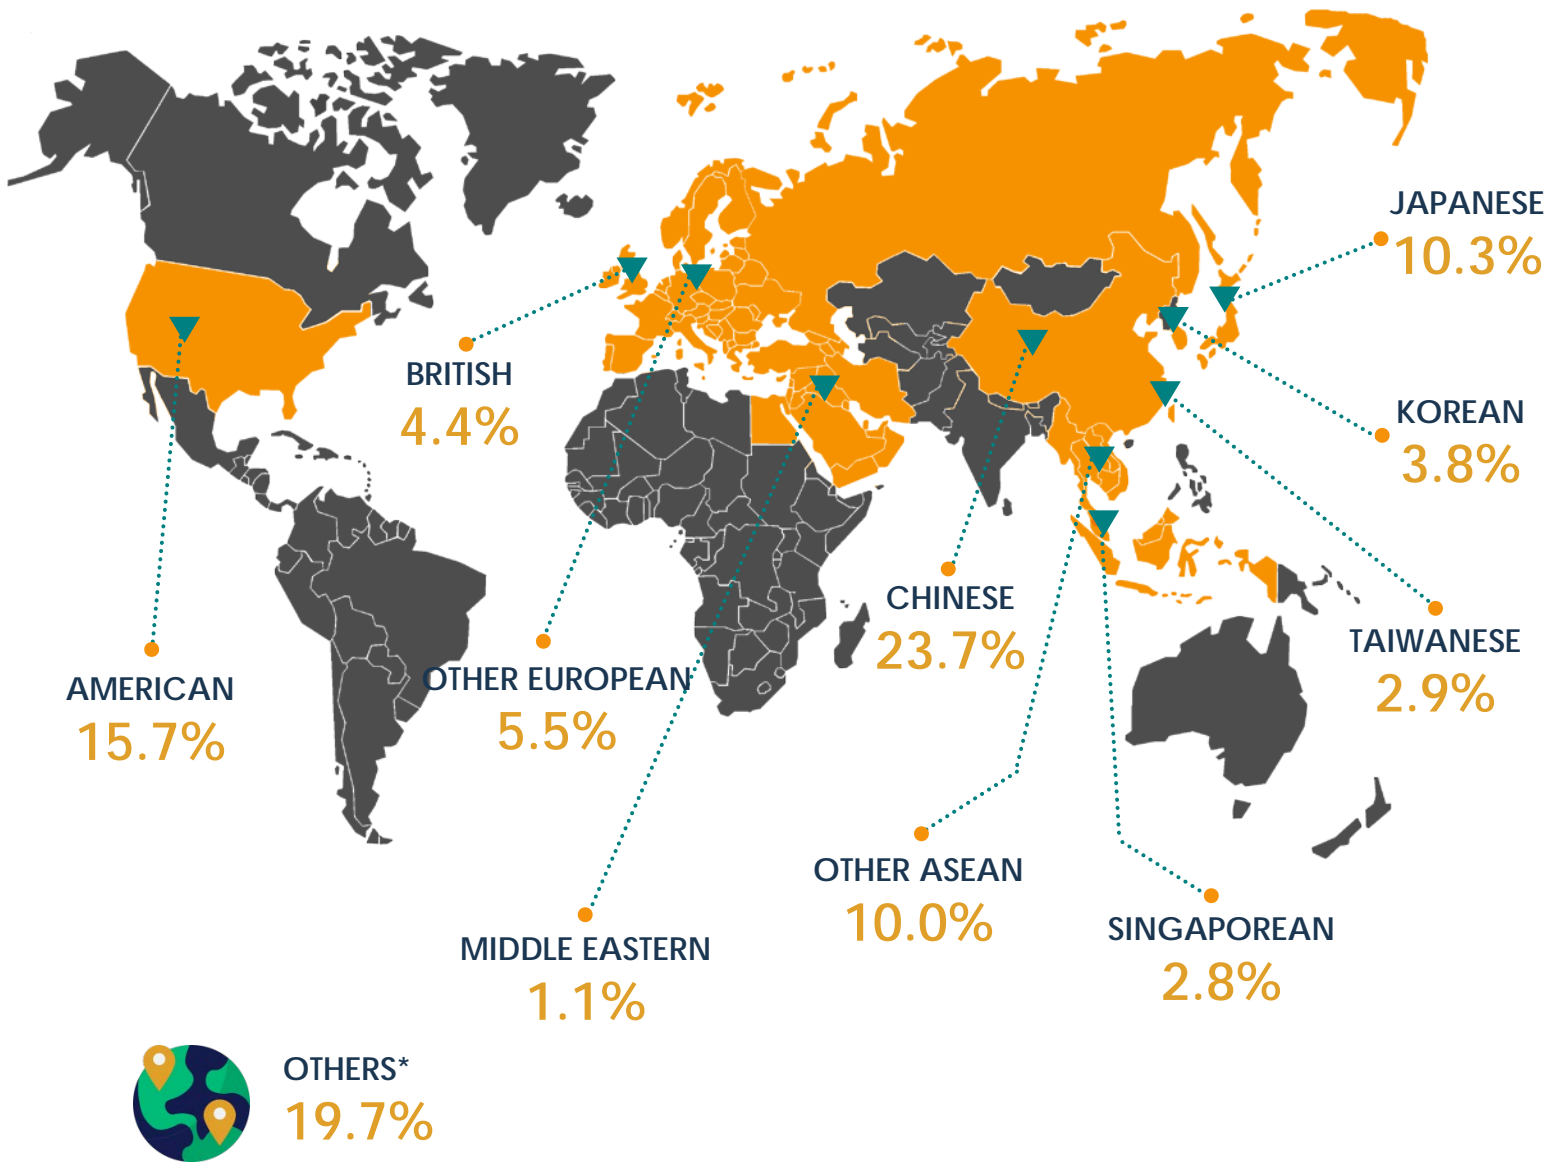 JAPANESE
10.3%
BRITISH
4.4%
KOREAN
3.8%
CHINESE
23.7%
TAIWANESE
2.9%
AMERICAN
15.7%
OTHER EUROPEAN
5.5%
OTHER ASEAN
10.0%
SINGAPOREAN
2.8%
MIDDLE EASTERN
1.1%
OTHERS*
19.7%